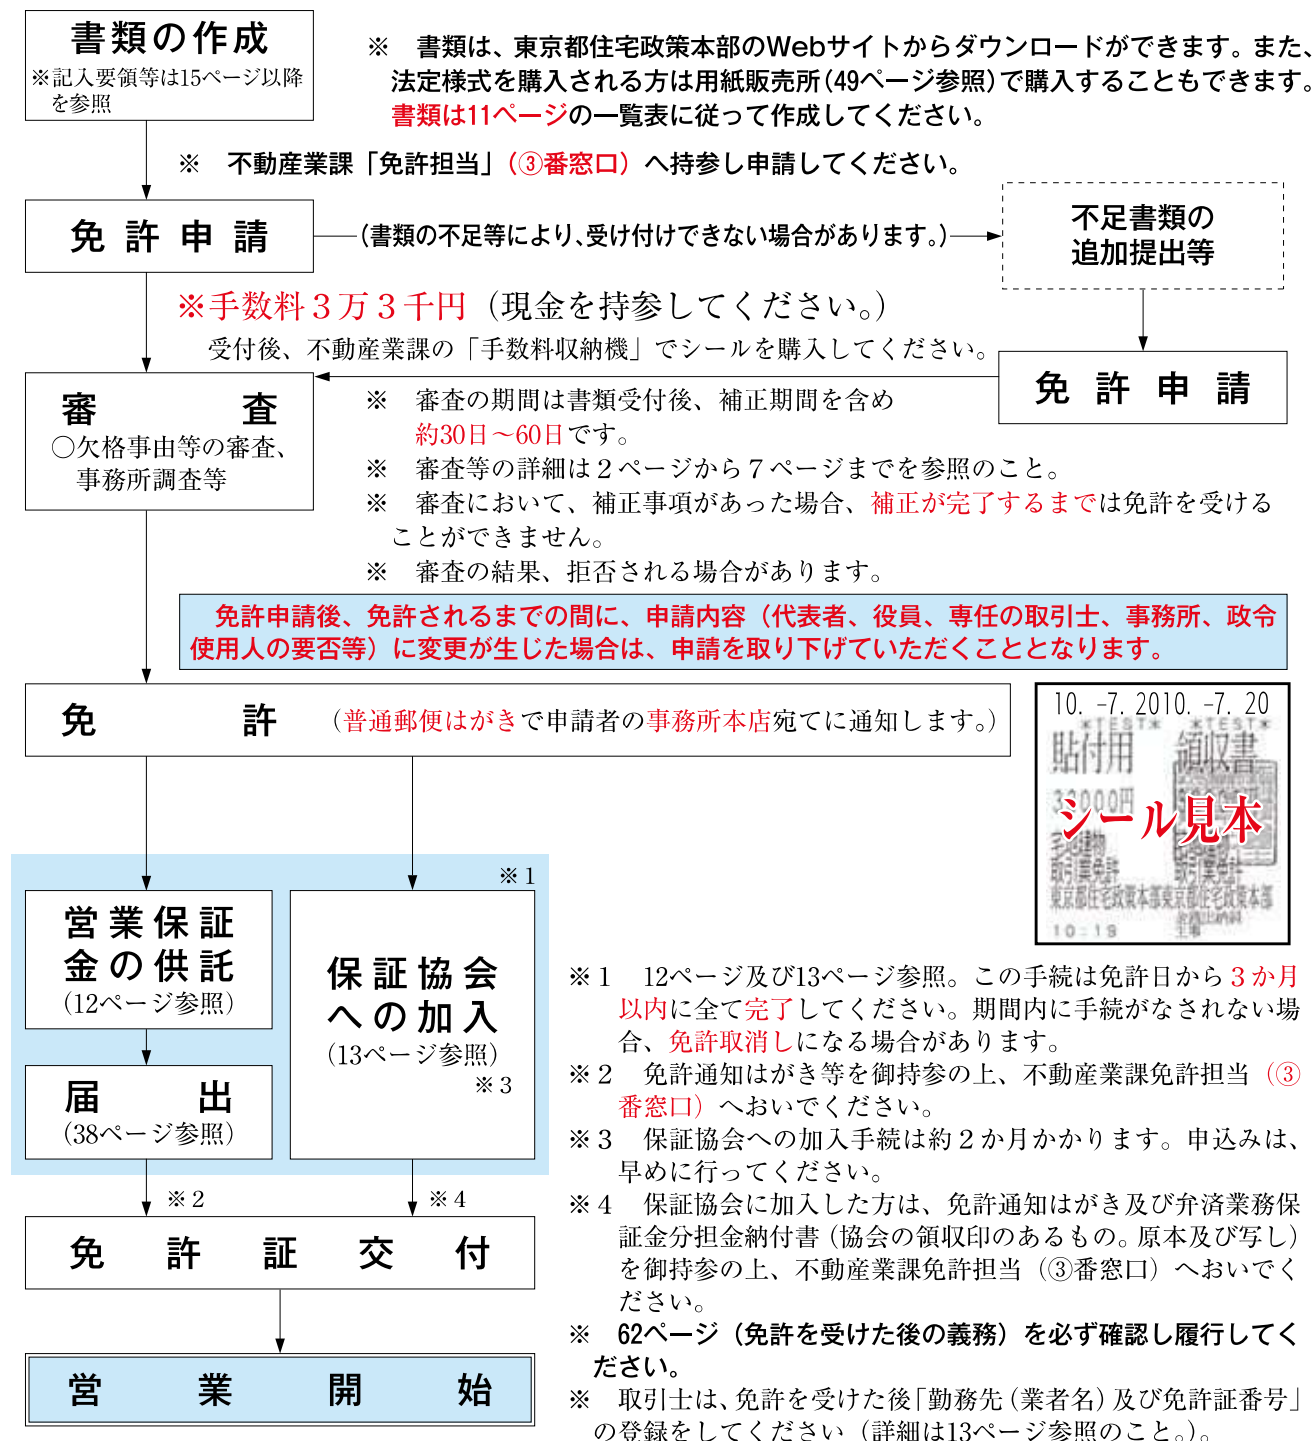 書類の作成
※記入要領等は15ページ以降
を参照
※　書類は、東京都住宅政策本部のWebサイトからダウンロードができます。また、
法定様式を購入される方は用紙販売所（49ページ参照）で購入することもできます。
書類は11ページの一覧表に従って作成してください。
※　不動産業課「免許担当」（③番窓口）へ持参し申請してください。
免許申請
（書類の不足等により、受け付けできない場合があります。）
不足書類の
追加提出等
※手数料３万３千円（現金を持参してください。）
受付後、不動産業課の「手数料収納機」でシールを購入してください。
免許申請
審査
○欠格事由等の審査、
事務所調査等
※　審査の期間は書類受付後、補正期間を含め
約30日～60日です。
※　審査等の詳細は２ページから７ページまでを参照のこと。
※　審査において、補正事項があった場合、補正が完了するまでは免許を受ける
ことができません。
※　審査の結果、拒否される場合があります。
免許申請後、免許されるまでの間に、申請内容（代表者、役員、専任の取引士、事務所、政令
使用人の要否等）に変更が生じた場合は、申請を取り下げていただくこととなります。
免許　（普通郵便はがきで申請者の事務所本店宛てに通知します。）
10. -7. 20 10. -7. 20
*TEST* *TEST*
貼付用 領収書
33000円
シール見本
宅地建物
取引業免許 取引業免許
東京都住宅政策本部 東京都住宅政策本部
10:19
※１
営業保証
金の供託
（12ページ参照）
届出
（38ページ参照）
保証協会
への加入
（13ページ参照）
※３
※２
※４
免許証交付
営業開始
※１　12ページ及び13ページ参照。この手続は免許日から３か月
以内に全て完了してください。期間内に手続がなされない場
合、免許取消しになる場合があります。
※２　免許通知はがき等を御持参の上、不動産業課免許担当（③
番窓口）へおいでください。
※３　保証協会への加入手続は約２か月かかります。申込みは、
早めに行ってください。
※４　保証協会に加入した方は、免許通知はがき及び弁済業務保
証金分担金納付書（協会の領収印のあるもの。原本及び写し）
を御持参の上、不動産業課免許担当（③番窓口）へおいでく
ださい。
※　62ページ（免許を受けた後の義務）を必ず確認し履行してく
ださい。
※　取引士は、免許を受けた後「勤務先（業者名）及び免許証番号」
の登録をしてください（詳細は13ページ参照のこと。）。